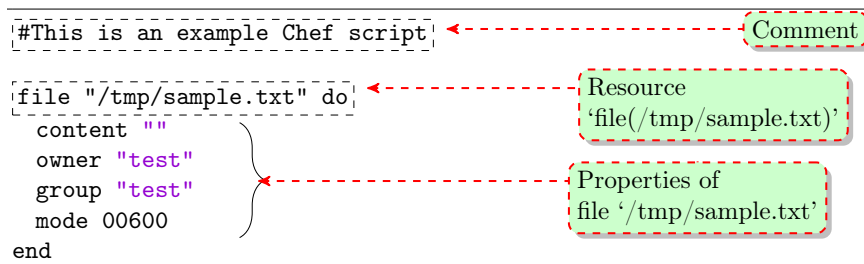 #This is an example Chef script
Comment
file "/tmp/sample.txt" do
Resource
‘file(/tmp/sample.txt)’
content ""
owner "test"
group "test"
mode 00600
Properties of
file ‘/tmp/sample.txt’
end